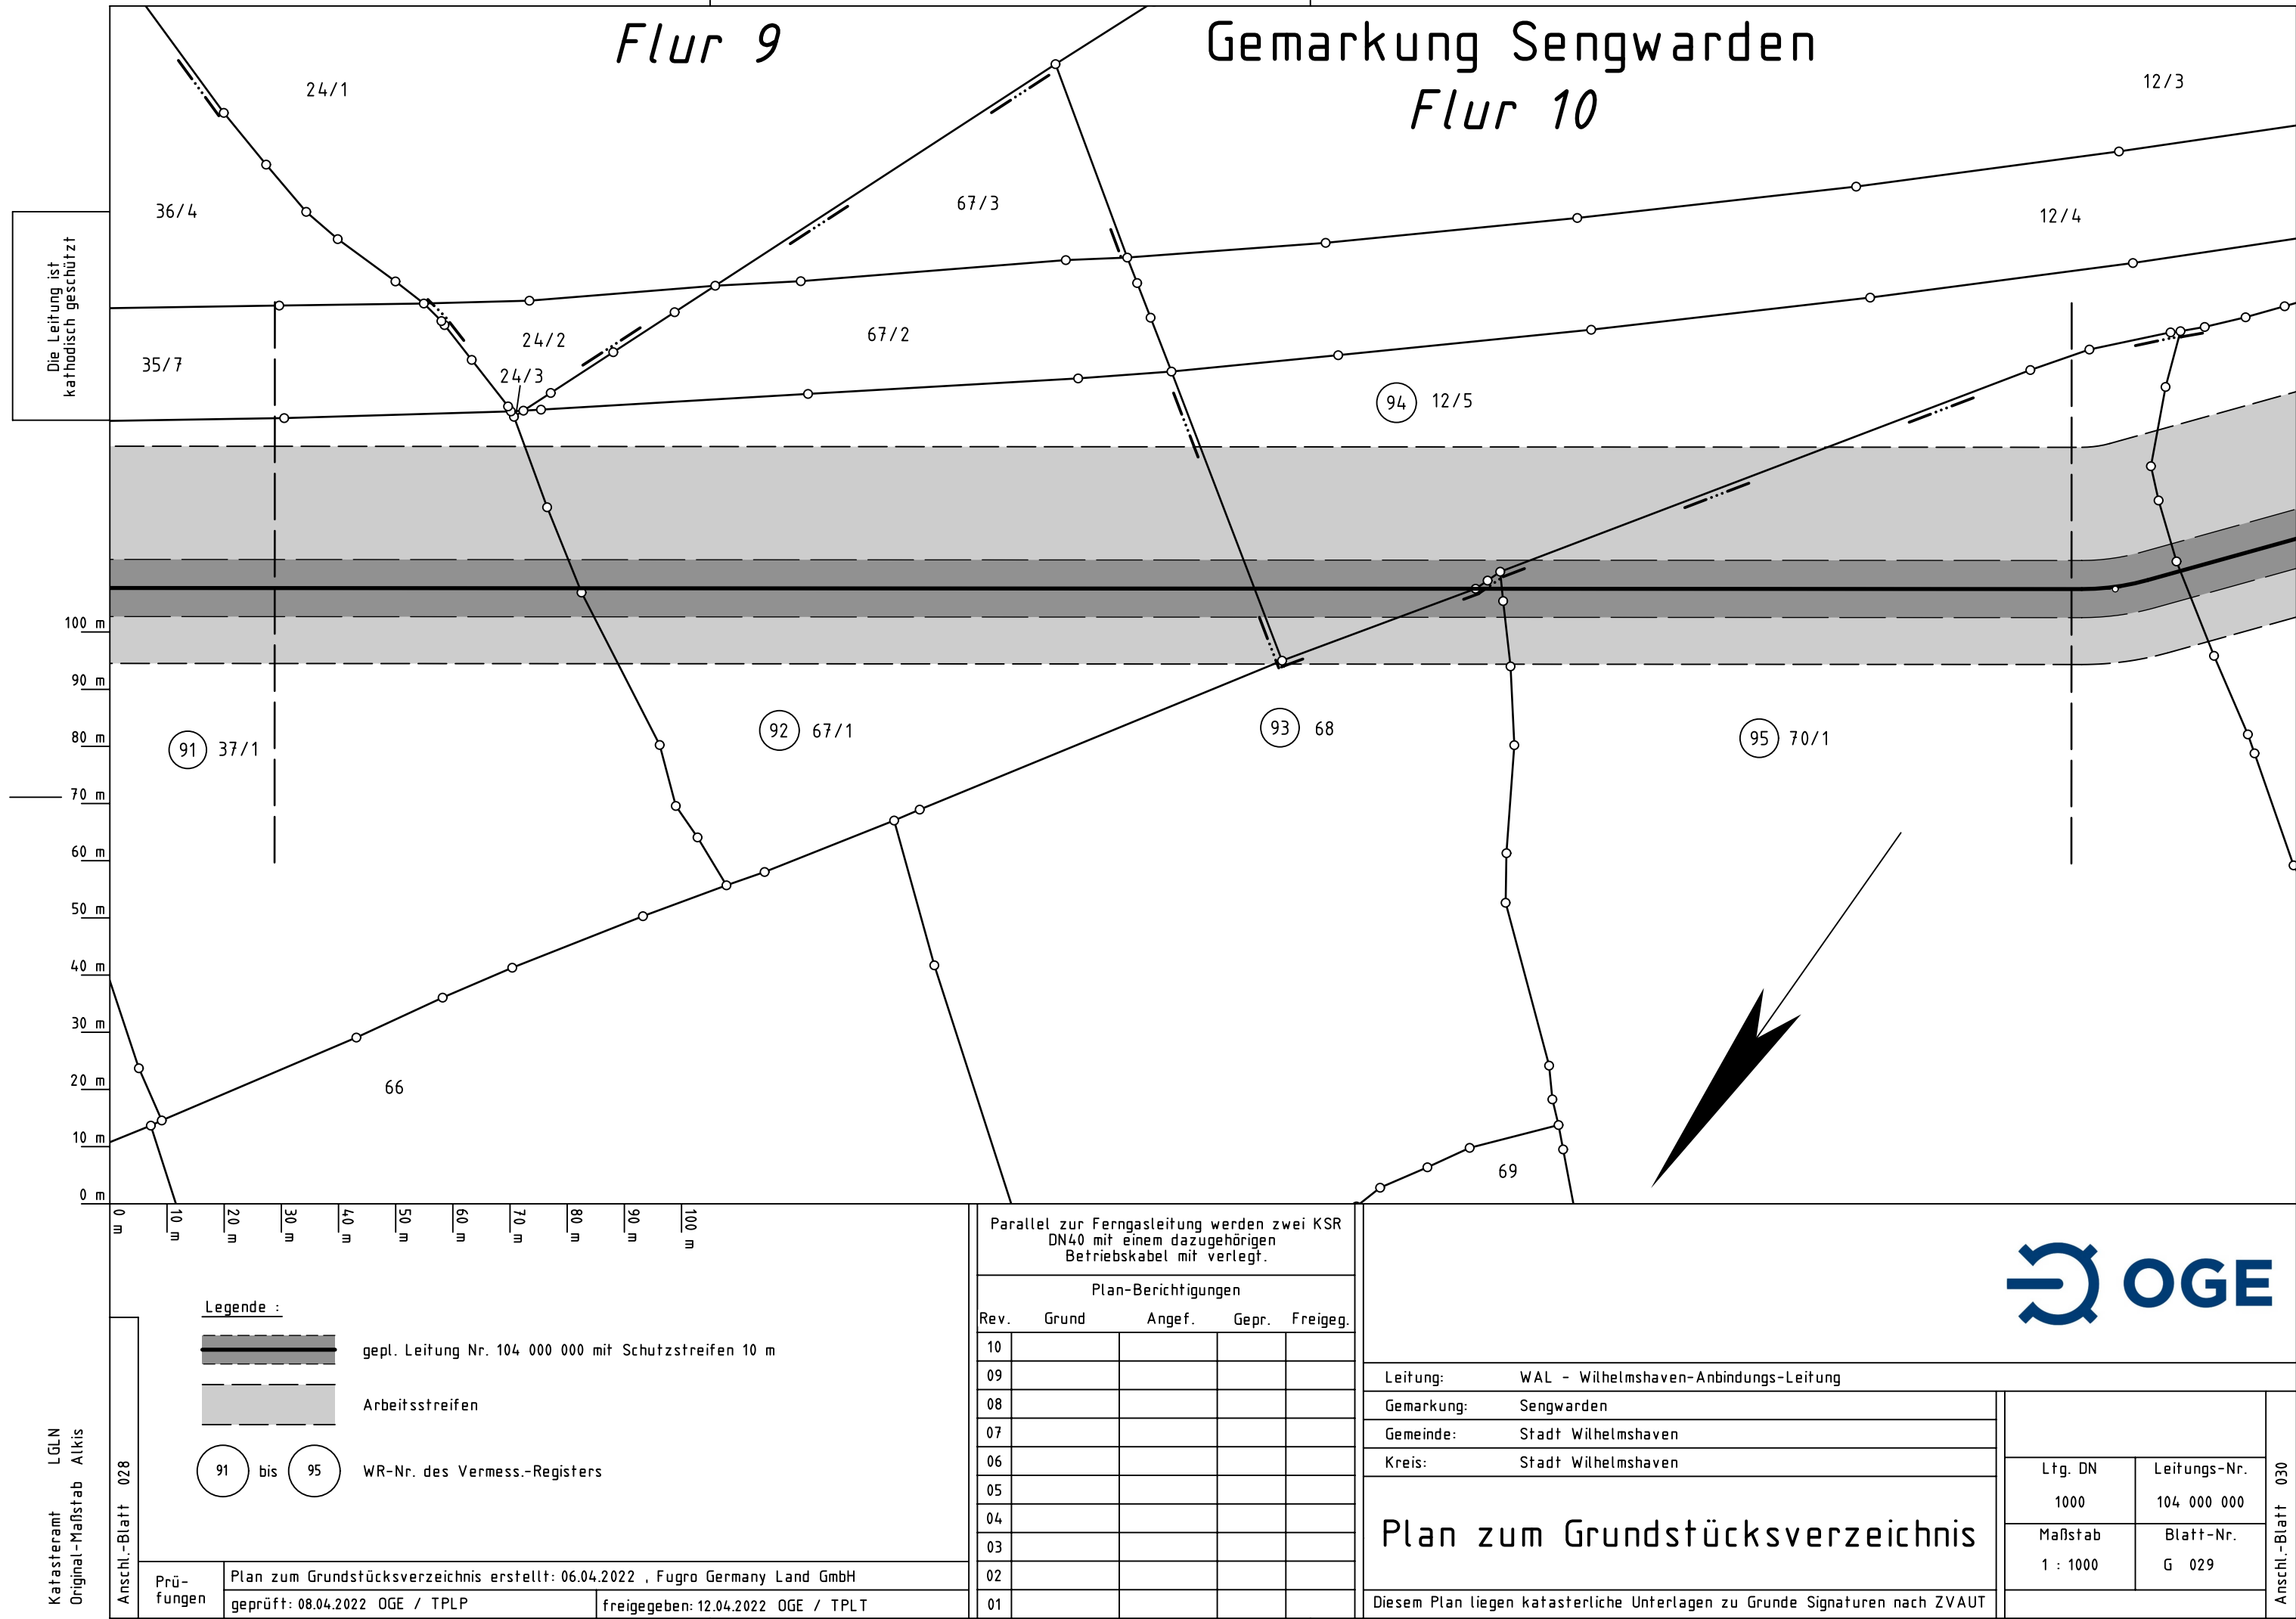 Flur 9
Gemarkung Sengwarden
Flur 10
24/1
12/3
36/4
67/3
12/4
Die Leitung ist
kathodisch geschützt
35/7
24/2
67/2
24/3
94 12/5
91 37/1
92 67/1
93 68
95 70/1
66
69
100 m
90 m
80 m
70 m
60 m
50 m
40 m
30 m
20 m
10 m
0 m
0 m
10 m
20 m
30 m
40 m
50 m
60 m
70 m
80 m
90 m
100 m
Legende :
gepl. Leitung Nr. 104 000 000 mit Schutzstreifen 10 m
Arbeitsstreifen
91 bis 95 WR-Nr. des Vermess.-Registers
Katasteramt LGLN
Original-Maßstab Alkis
Anschl.-Blatt 028
Prü-
fungen
Plan zum Grundstücksverzeichnis erstellt: 06.04.2022 , Fugro Germany Land GmbH
geprüft: 08.04.2022 OGE / TPLP
freigegeben: 12.04.2022 OGE / TPLT
Parallel zur Ferngasleitung werden zwei KSR
DN40 mit einem dazugehörigen
Betriebskabel mit verlegt.
Plan-Berichtigungen
Rev. Grund Angef. Gepr. Freigeg.
10
09
08
07
06
05
04
03
02
01
OGE
Leitung: WAL - Wilhelmshaven-Anbindungs-Leitung
Gemarkung: Sengwarden
Gemeinde: Stadt Wilhelmshaven
Kreis: Stadt Wilhelmshaven
Plan zum Grundstücksverzeichnis
Diesem Plan liegen katasterliche Unterlagen zu Grunde Signaturen nach ZVAUT
Ltg. DN Leitungs-Nr.
1000 104 000 000
Maßstab Blatt-Nr.
1 : 1000 G 029
Anschl.-Blatt 030